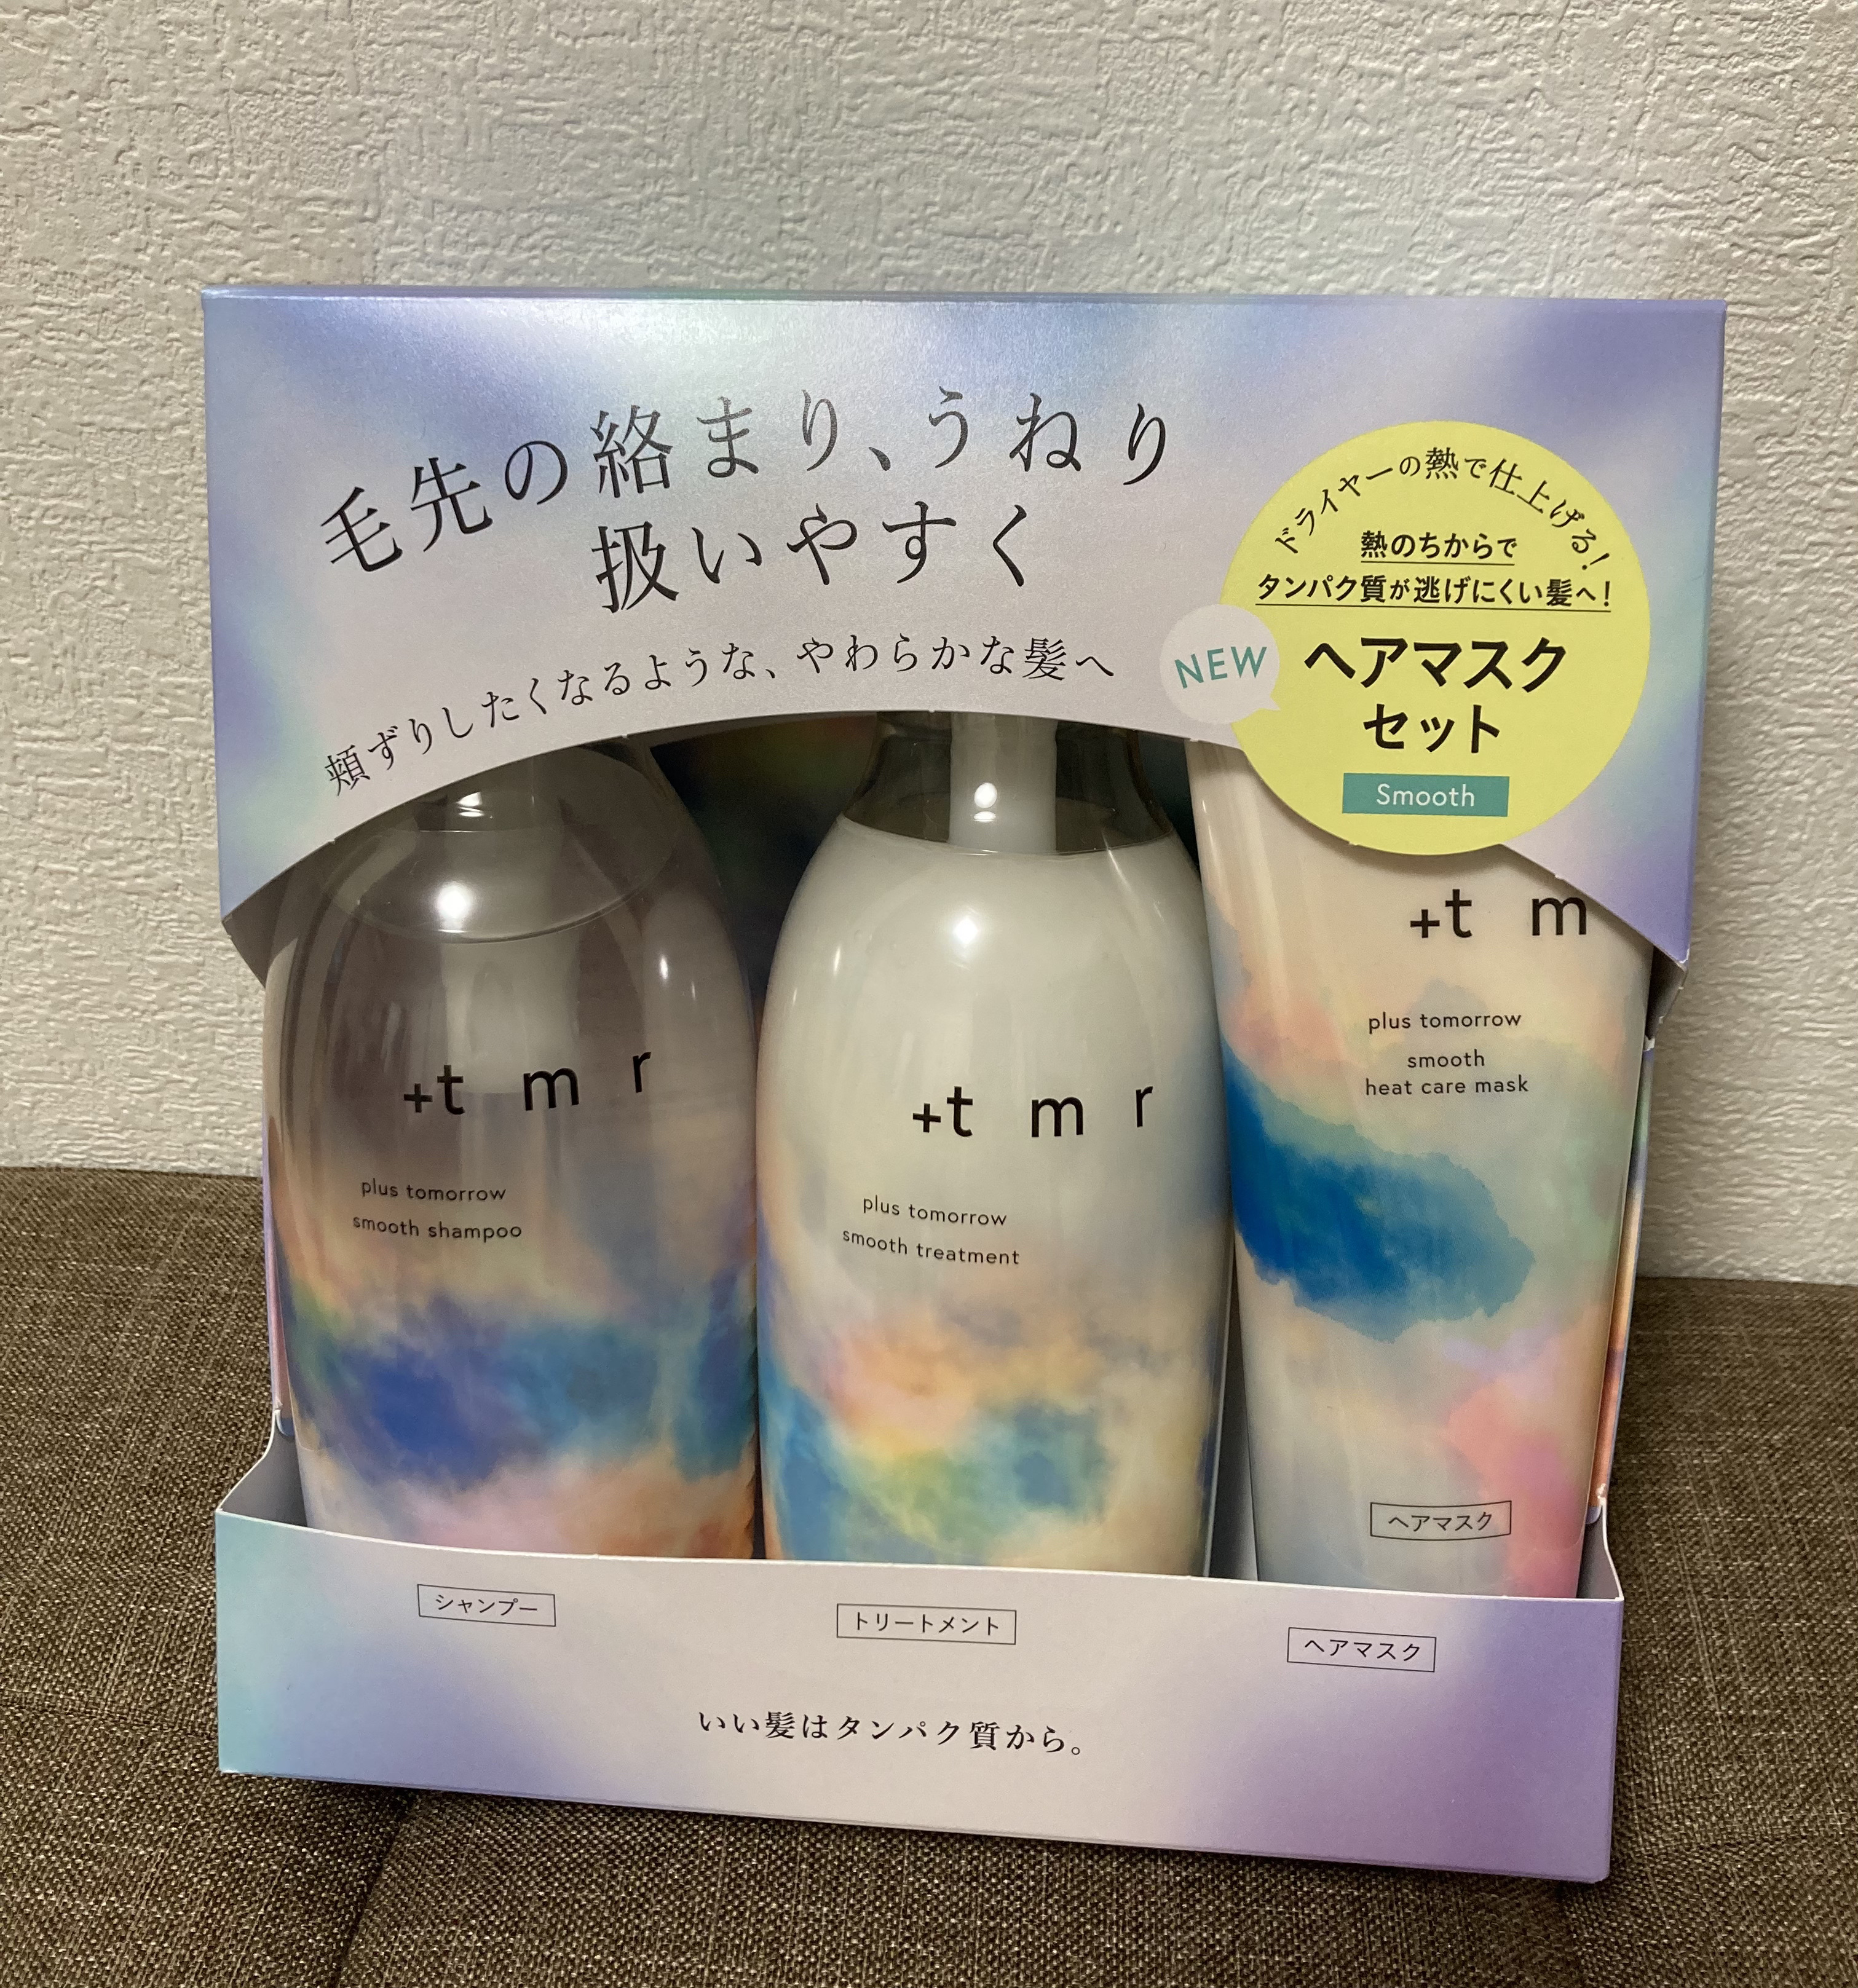 毛先の絡まり、うねり
扱いやすく
頬ずりしたくなるような、やわらかな髪へ
ドライヤーの熱で仕上げる!
熱のちからで
タンパク質が逃げにくい髪へ!
NEW
ヘアマスク
セット
Smooth
+t m r
plus tomorrow
smooth shampoo
+t m r
plus tomorrow
smooth treatment
+t m
plus tomorrow
smooth
heat care mask
ヘアマスク
シャンプー
トリートメント
ヘアマスク
いい髪はタンパク質から。